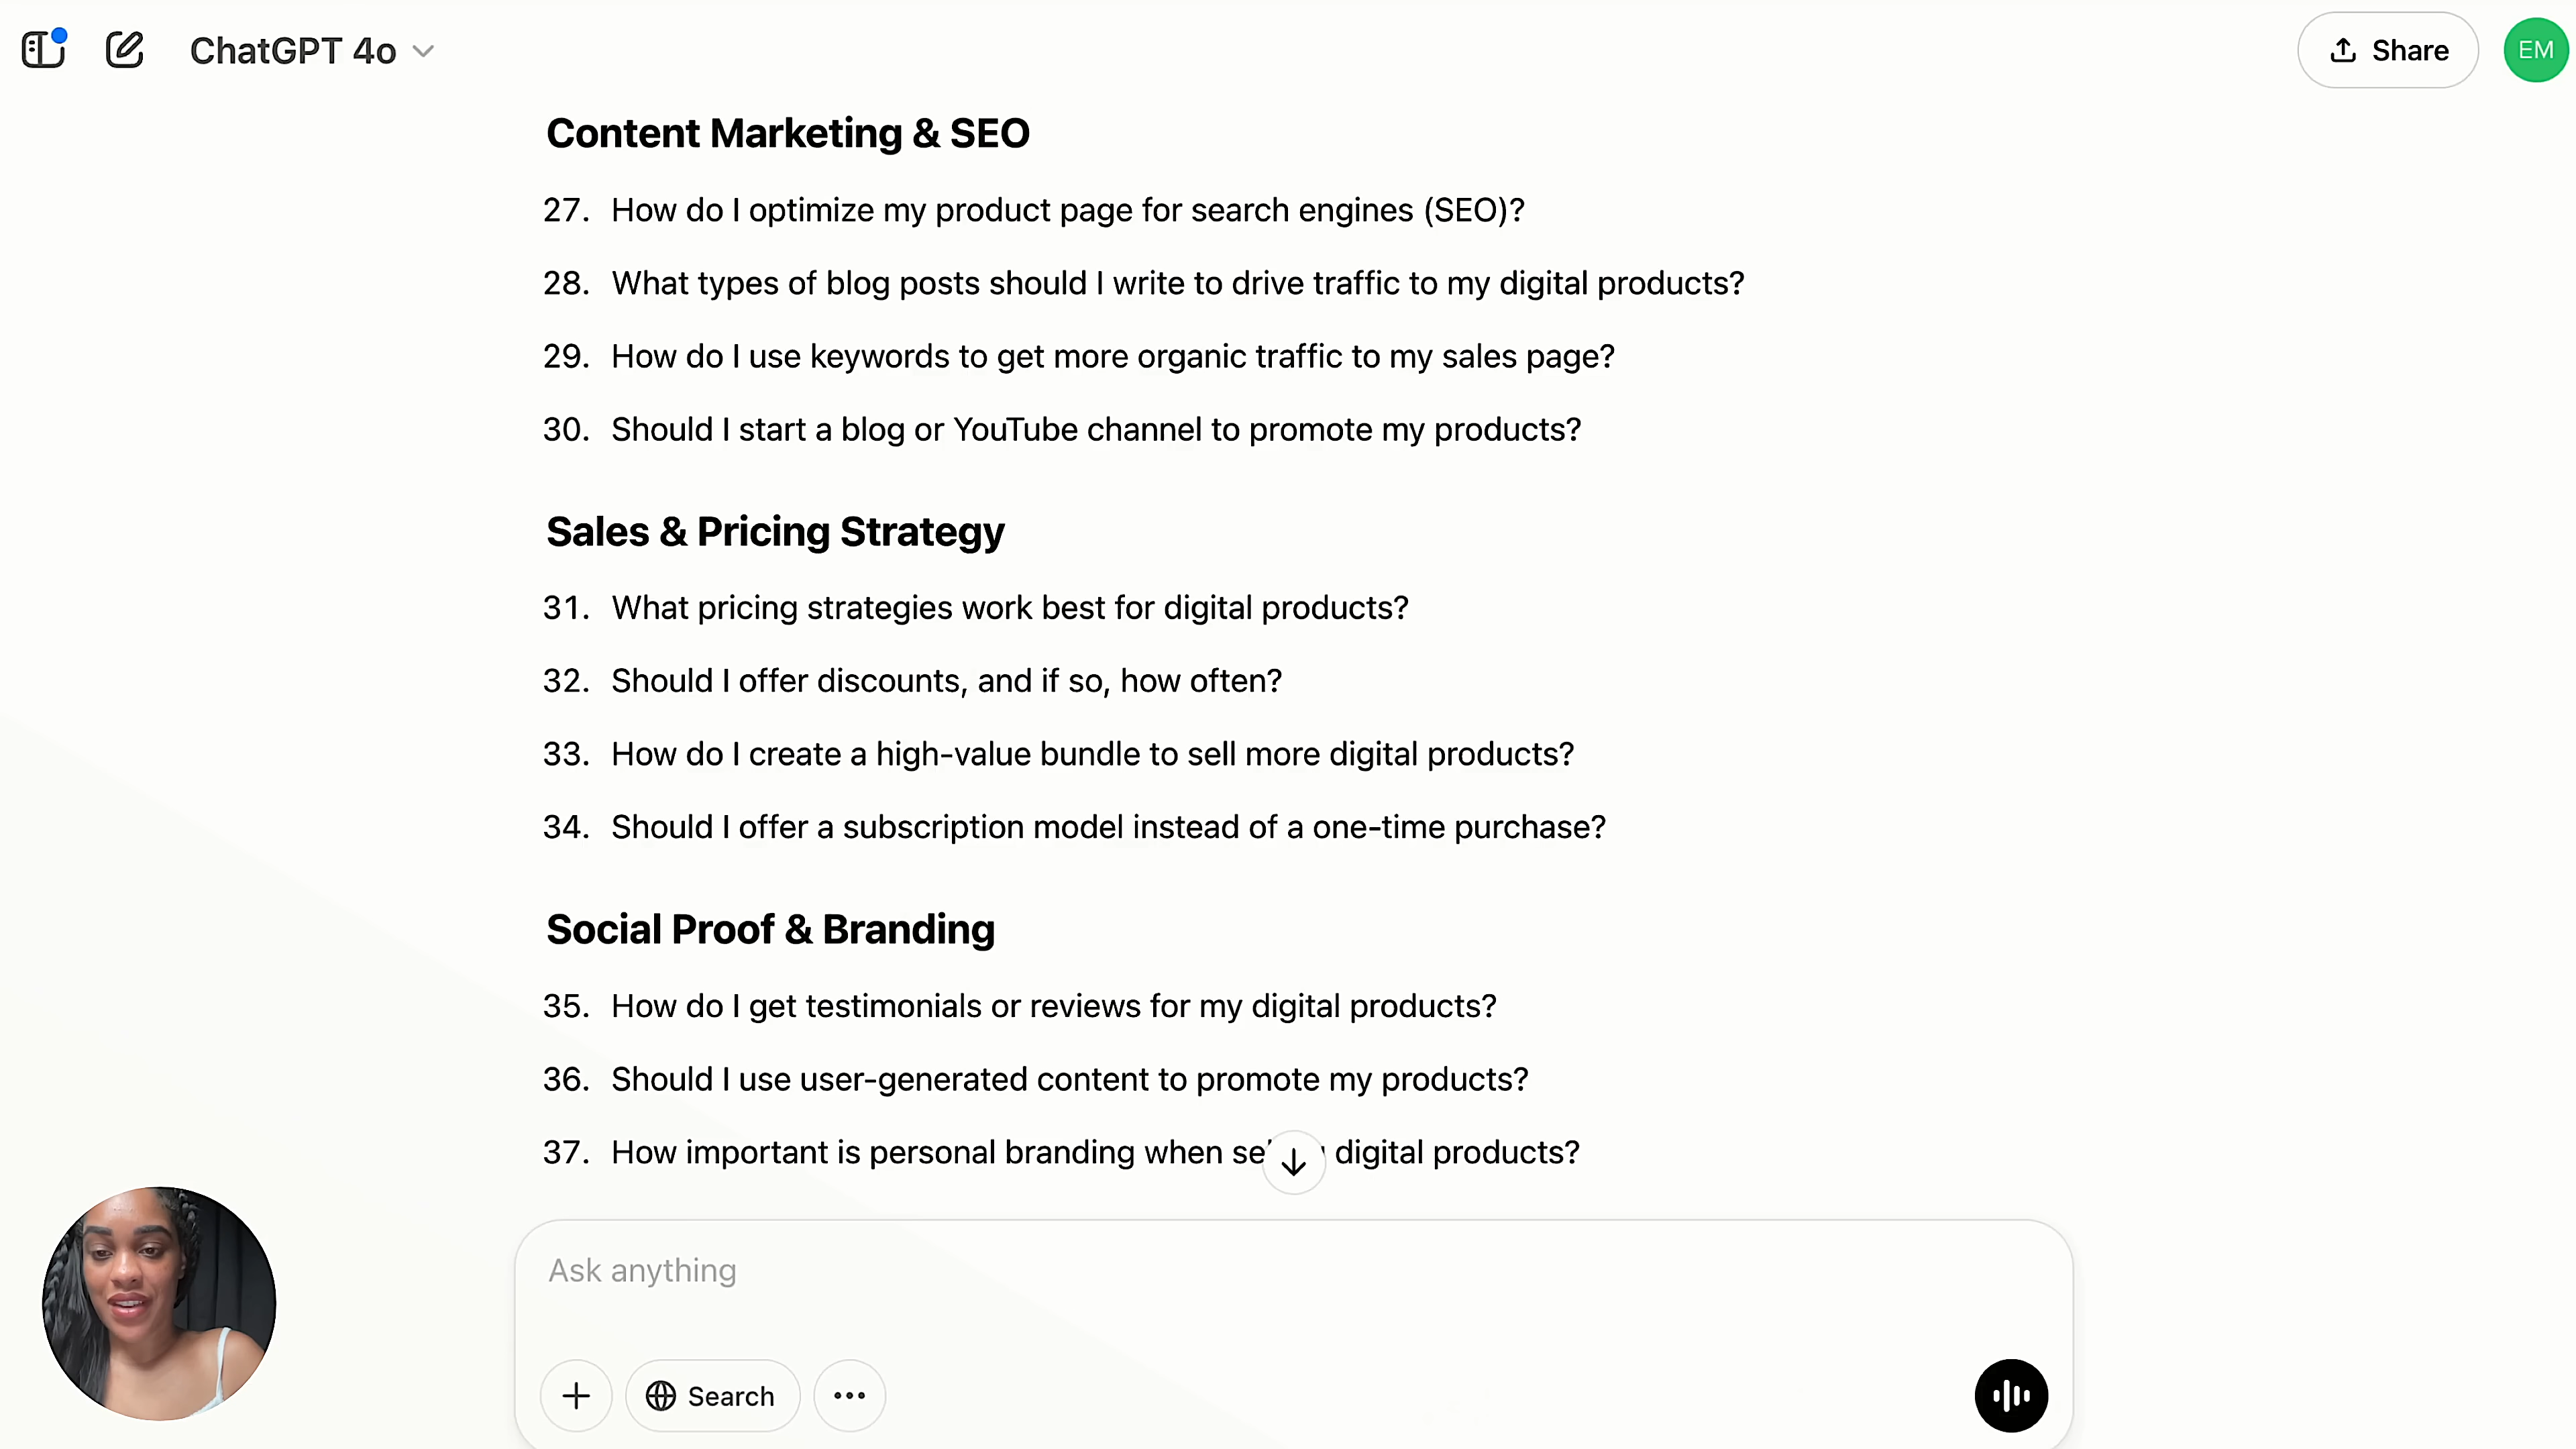 ChatGPT 4o
Share
EM
Content Marketing & SEO
27. How do I optimize my product page for search engines (SEO)?
28. What types of blog posts should I write to drive traffic to my digital products?
29. How do I use keywords to get more organic traffic to my sales page?
30. Should I start a blog or YouTube channel to promote my products?
Sales & Pricing Strategy
31. What pricing strategies work best for digital products?
32. Should I offer discounts, and if so, how often?
33. How do I create a high-value bundle to sell more digital products?
34. Should I offer a subscription model instead of a one-time purchase?
Social Proof & Branding
35. How do I get testimonials or reviews for my digital products?
36. Should I use user-generated content to promote my products?
37. How important is personal branding when digital products?
Ask anything
Search